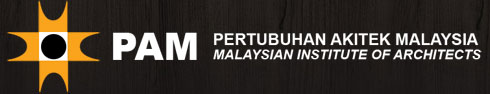 PAM
PERTUBUHAN AKITEK MALAYSIA
MALAYSIAN INSTITUTE OF ARCHITECTS